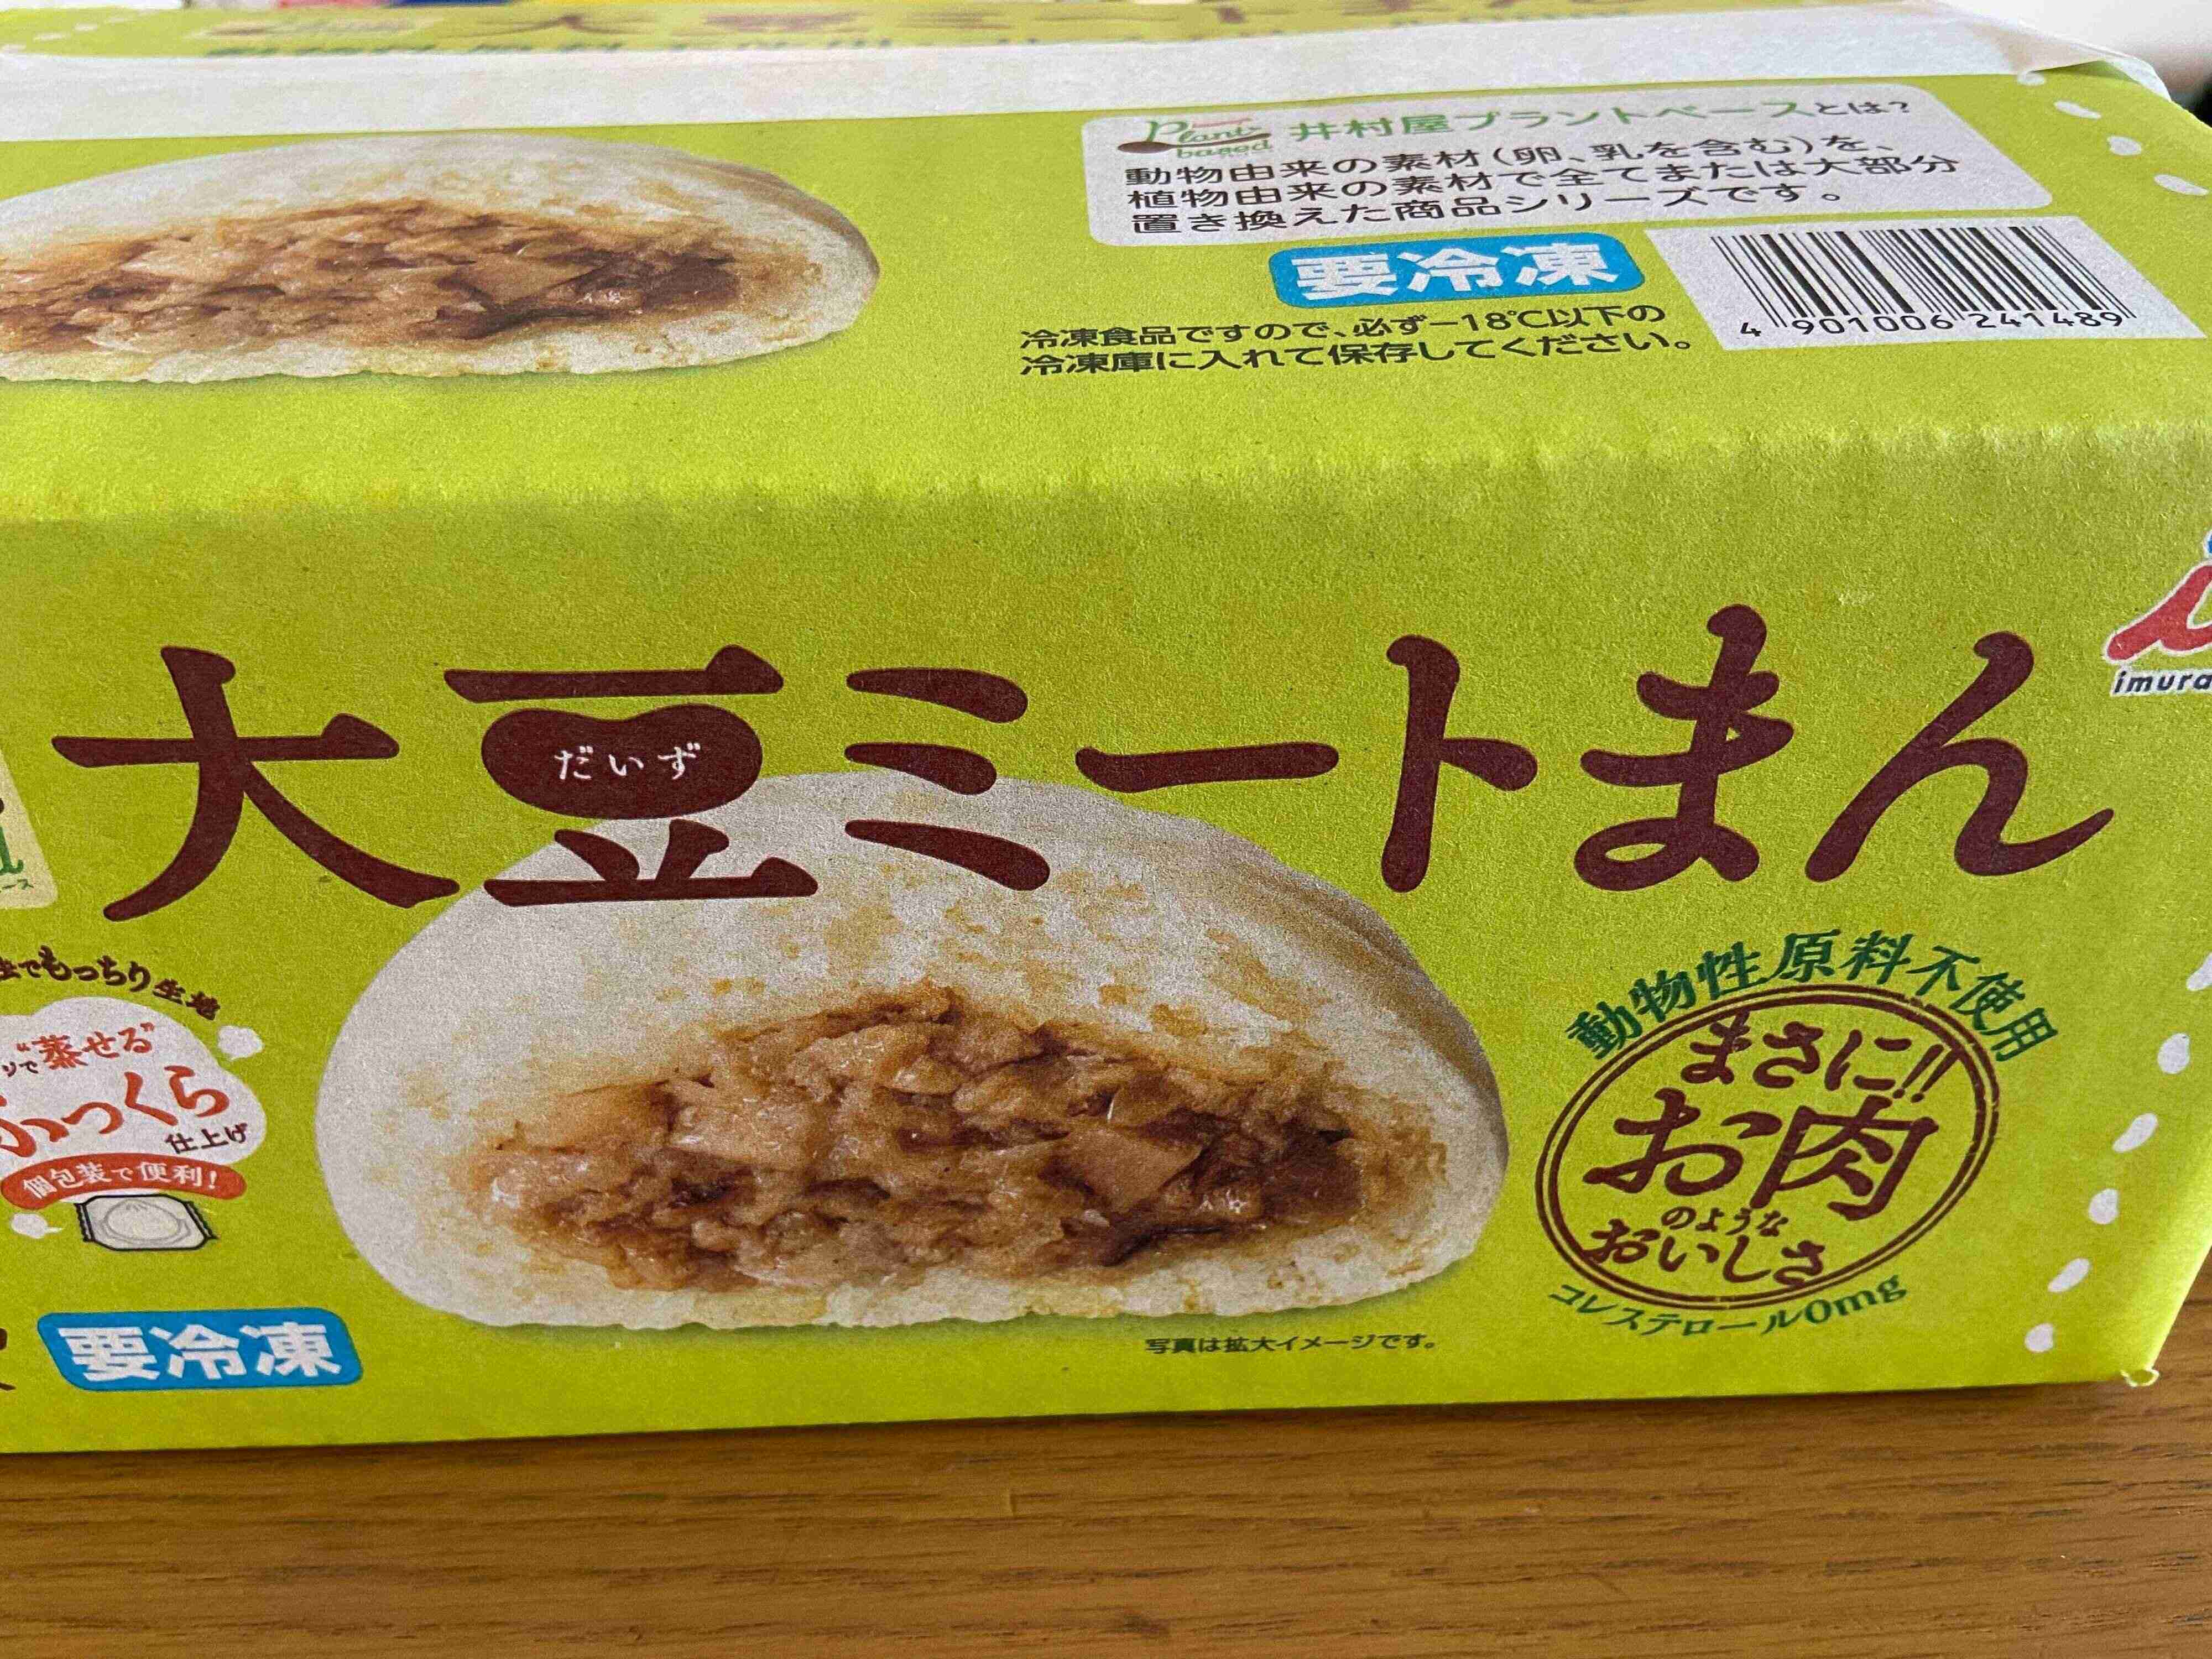 大豆ミートまん
Plant based 井村屋プラントベースとは?
動物由来の素材(卵、乳を含む)を、
植物由来の素材で全てまたは大部分
置き換えた商品シリーズです。
要冷凍
冷凍食品ですので、必ず-18℃以下の
冷凍庫に入れて保存してください。
4 901006 241489
imura
大豆ミートまん
だいず
もっちり生地
"蒸せる"
ふっくら
仕上げ
個包装で便利!
要冷凍
動物性原料不使用
まさに!!
お肉
のような
おいしさ
コレステロール0mg
写真は拡大イメージです。